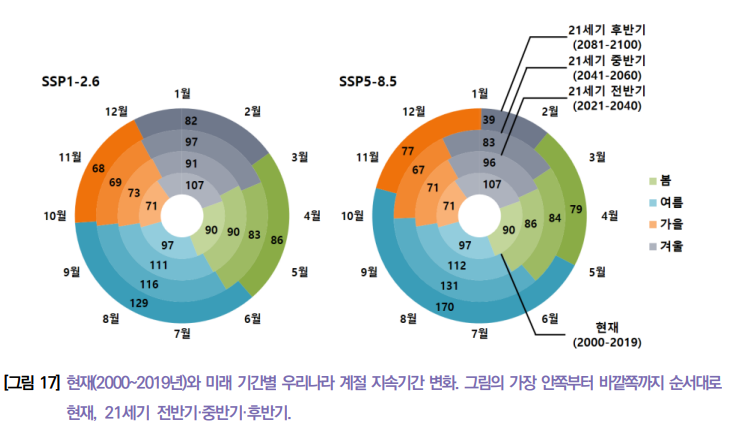 SSP1-2.6
1월
2월
3월
4월
5월
6월
7월
8월
9월
10월
11월
12월
82
97
91
107
86
83
90
90
129
116
111
97
68
69
73
71
SSP5-8.5
1월
2월
3월
4월
5월
6월
7월
8월
9월
10월
11월
12월
39
83
96
107
79
84
86
90
170
131
112
97
77
67
71
71
21세기 후반기
(2081-2100)
21세기 중반기
(2041-2060)
21세기 전반기
(2021-2040)
현재
(2000-2019)
봄
여름
가을
겨울
[그림 17] 현재(2000~2019년)와 미래 기간별 우리나라 계절 지속기간 변화. 그림의 가장 안쪽부터 바깥쪽까지 순서대로
현재, 21세기 전반기·중반기·후반기.